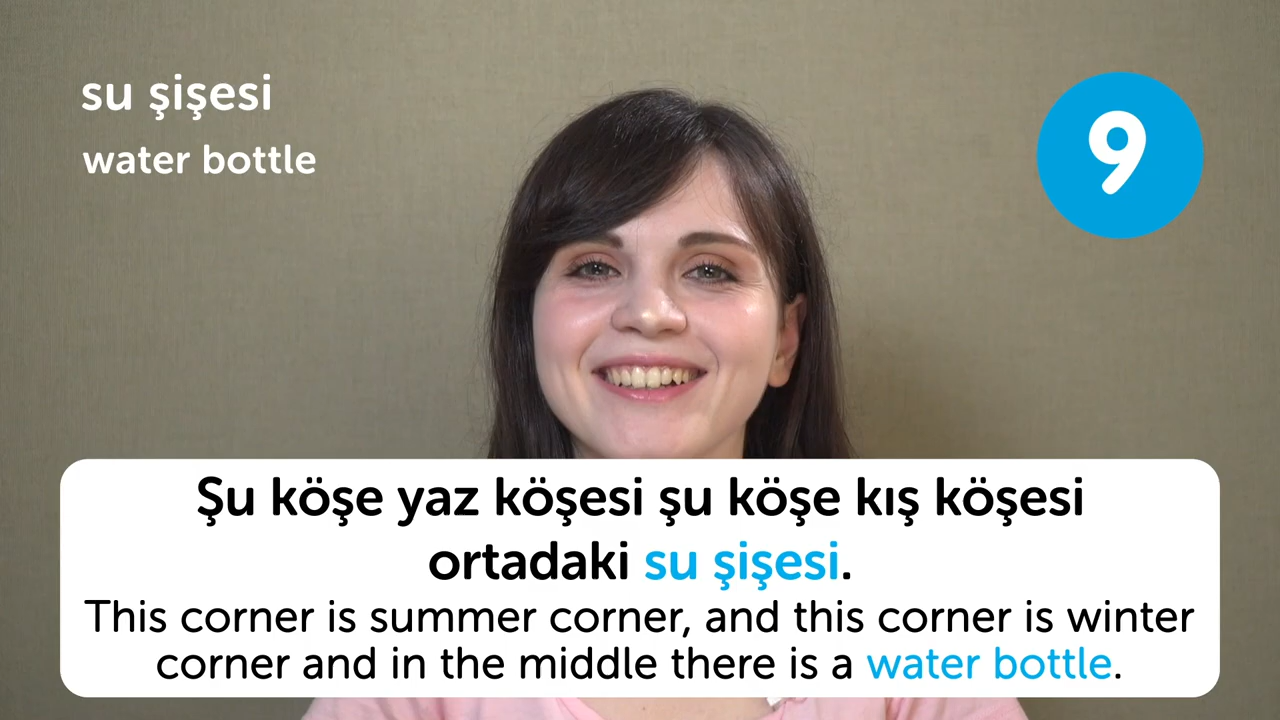 su şişesi
water bottle
9
Şu köşe yaz köşesi şu köşe kış köşesi
ortadaki su şişesi.
This corner is summer corner, and this corner is winter
corner and in the middle there is a water bottle.